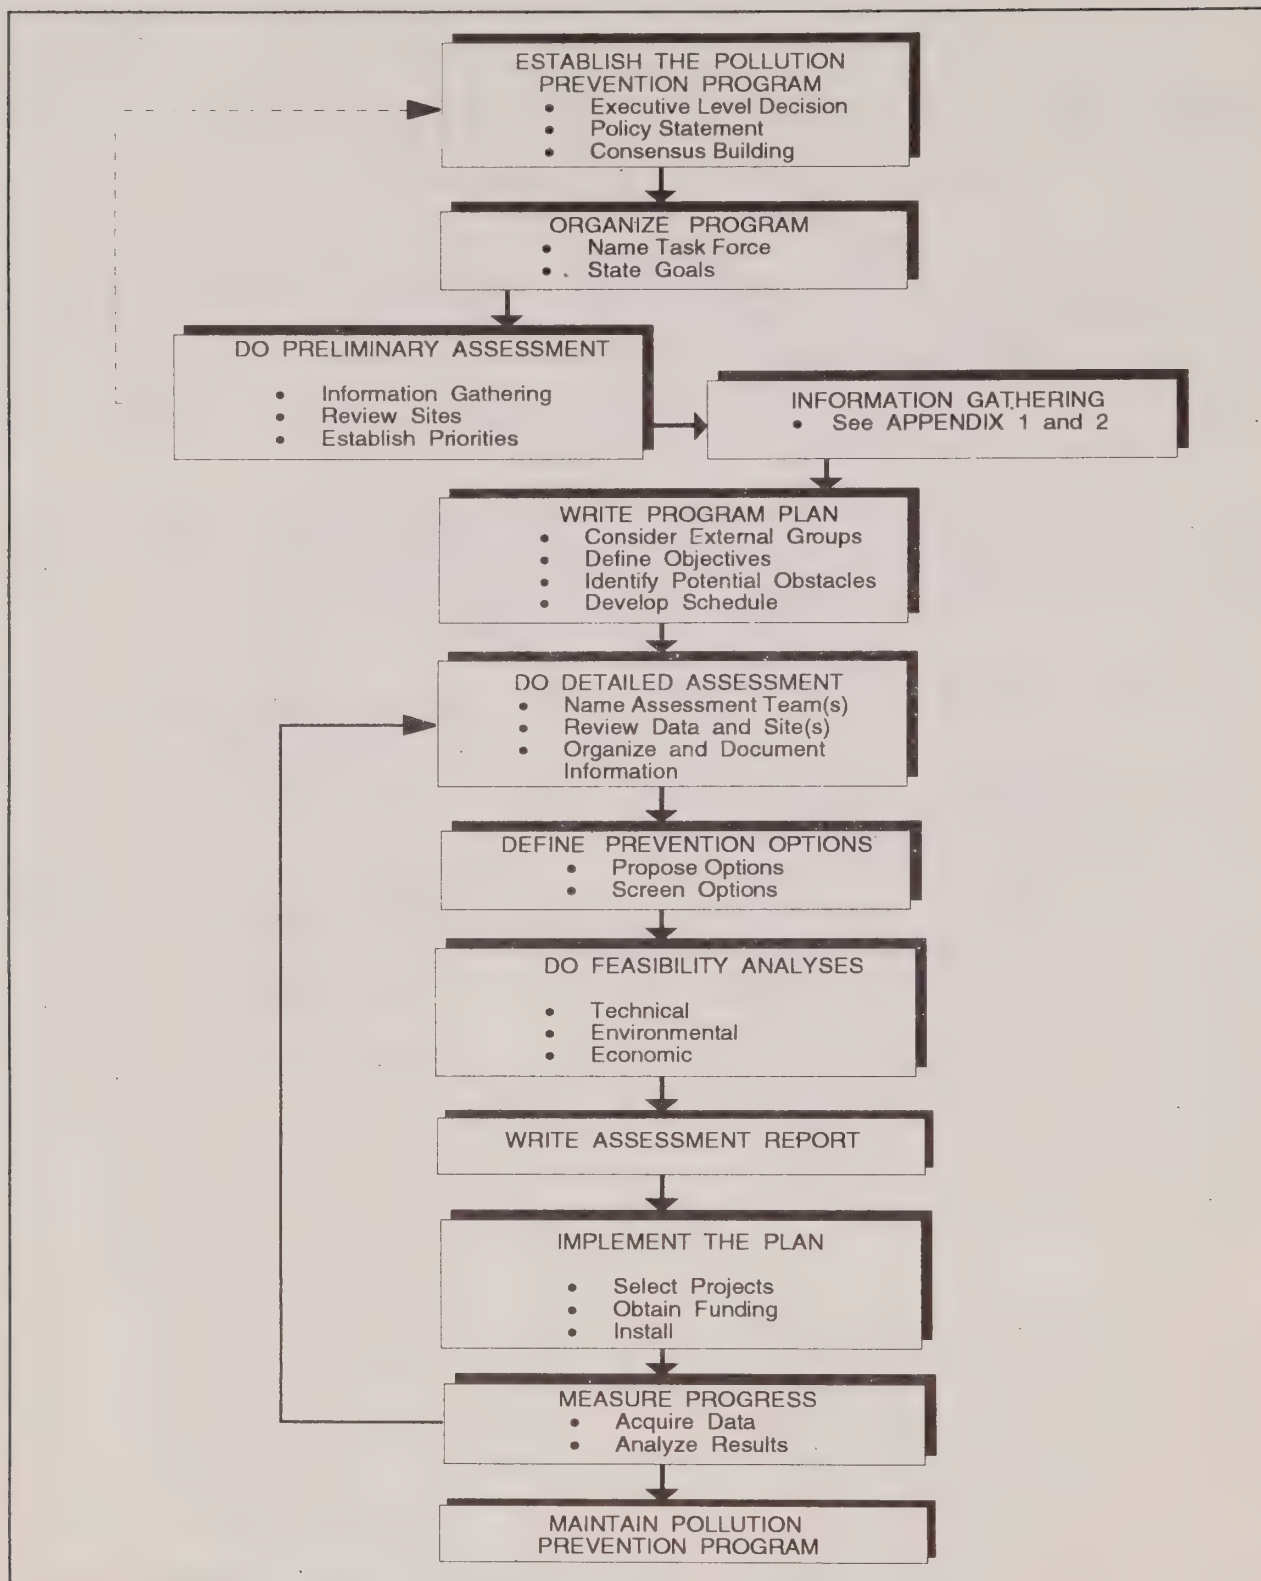 ESTABLISH THE POLLUTION
PREVENTION PROGRAM
• Executive Level Decision
• Policy Statement
• Consensus Building
ORGANIZE PROGRAM
• Name Task Force
• State Goals
DO PRELIMINARY ASSESSMENT
• Information Gathering
• Review Sites
• Establish Priorities
INFORMATION GATHERING
• See APPENDIX 1 and 2
WRITE PROGRAM PLAN
• Consider External Groups
• Define Objectives
• Identify Potential Obstacles
• Develop Schedule
DO DETAILED ASSESSMENT
• Name Assessment Team(s)
• Review Data and Site(s)
• Organize and Document
Information
DEFINE PREVENTION OPTIONS
• Propose Options
• Screen Options
DO FEASIBILITY ANALYSES
• Technical
• Environmental
• Economic
WRITE ASSESSMENT REPORT
IMPLEMENT THE PLAN
• Select Projects
• Obtain Funding
• Install
MEASURE PROGRESS
• Acquire Data
• Analyze Results
MAINTAIN POLLUTION
PREVENTION PROGRAM